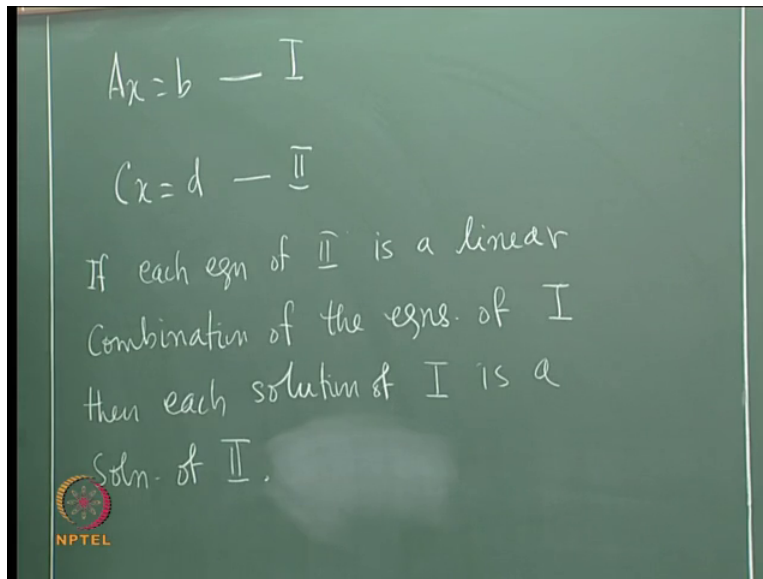 Ax=b — I
Cx=d — II
If each eqn of II is a linear
Combination of the eqns. of I
then each solution of I is a
Soln. of II.
NPTEL